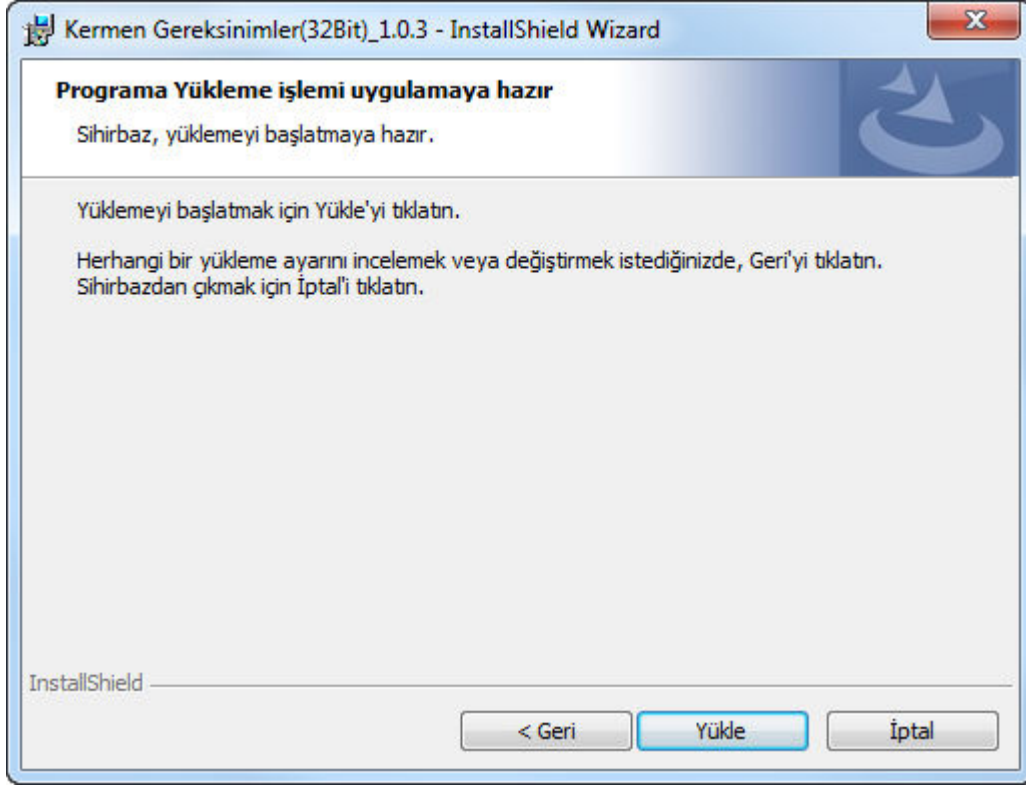 Kermen Gereksinimler(32Bit)_1.0.3 - InstallShield Wizard
Programa Yükleme işlemi uygulamaya hazır
Sihirbaz, yüklemeyi başlatmaya hazır.
Yüklemeyi başlatmak için Yükle'yi tıklatın.
Herhangi bir yükleme ayarını incelemek veya değiştirmek istediğinizde, Geri'yi tıklatın.
Sihirbazdan çıkmak için İptal'i tıklatın.
InstallShield
< Geri Yükle İptal